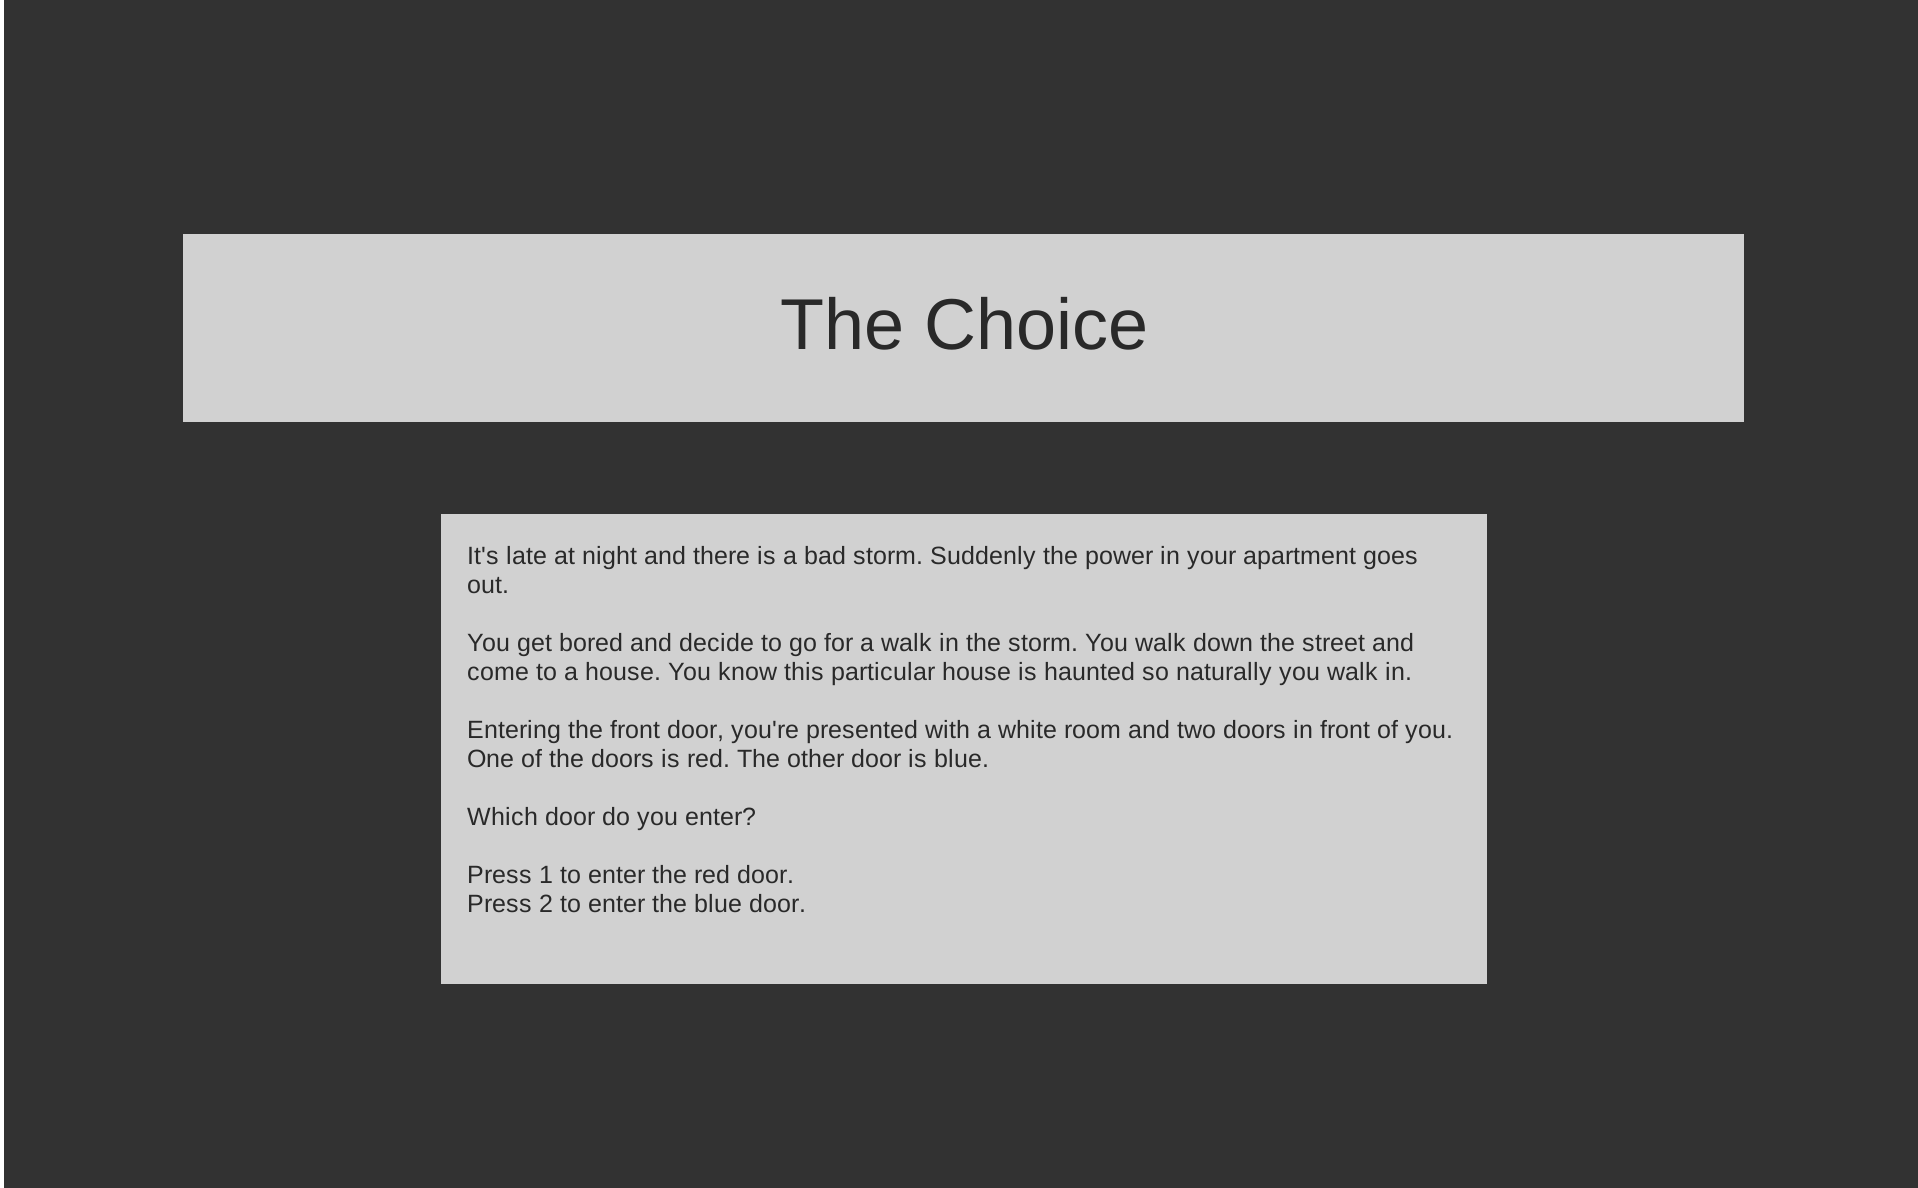 The Choice
It's late at night and there is a bad storm. Suddenly the power in your apartment goes
out.
You get bored and decide to go for a walk in the storm. You walk down the street and
come to a house. You know this particular house is haunted so naturally you walk in.
Entering the front door, you're presented with a white room and two doors in front of you.
One of the doors is red. The other door is blue.
Which door do you enter?
Press 1 to enter the red door.
Press 2 to enter the blue door.